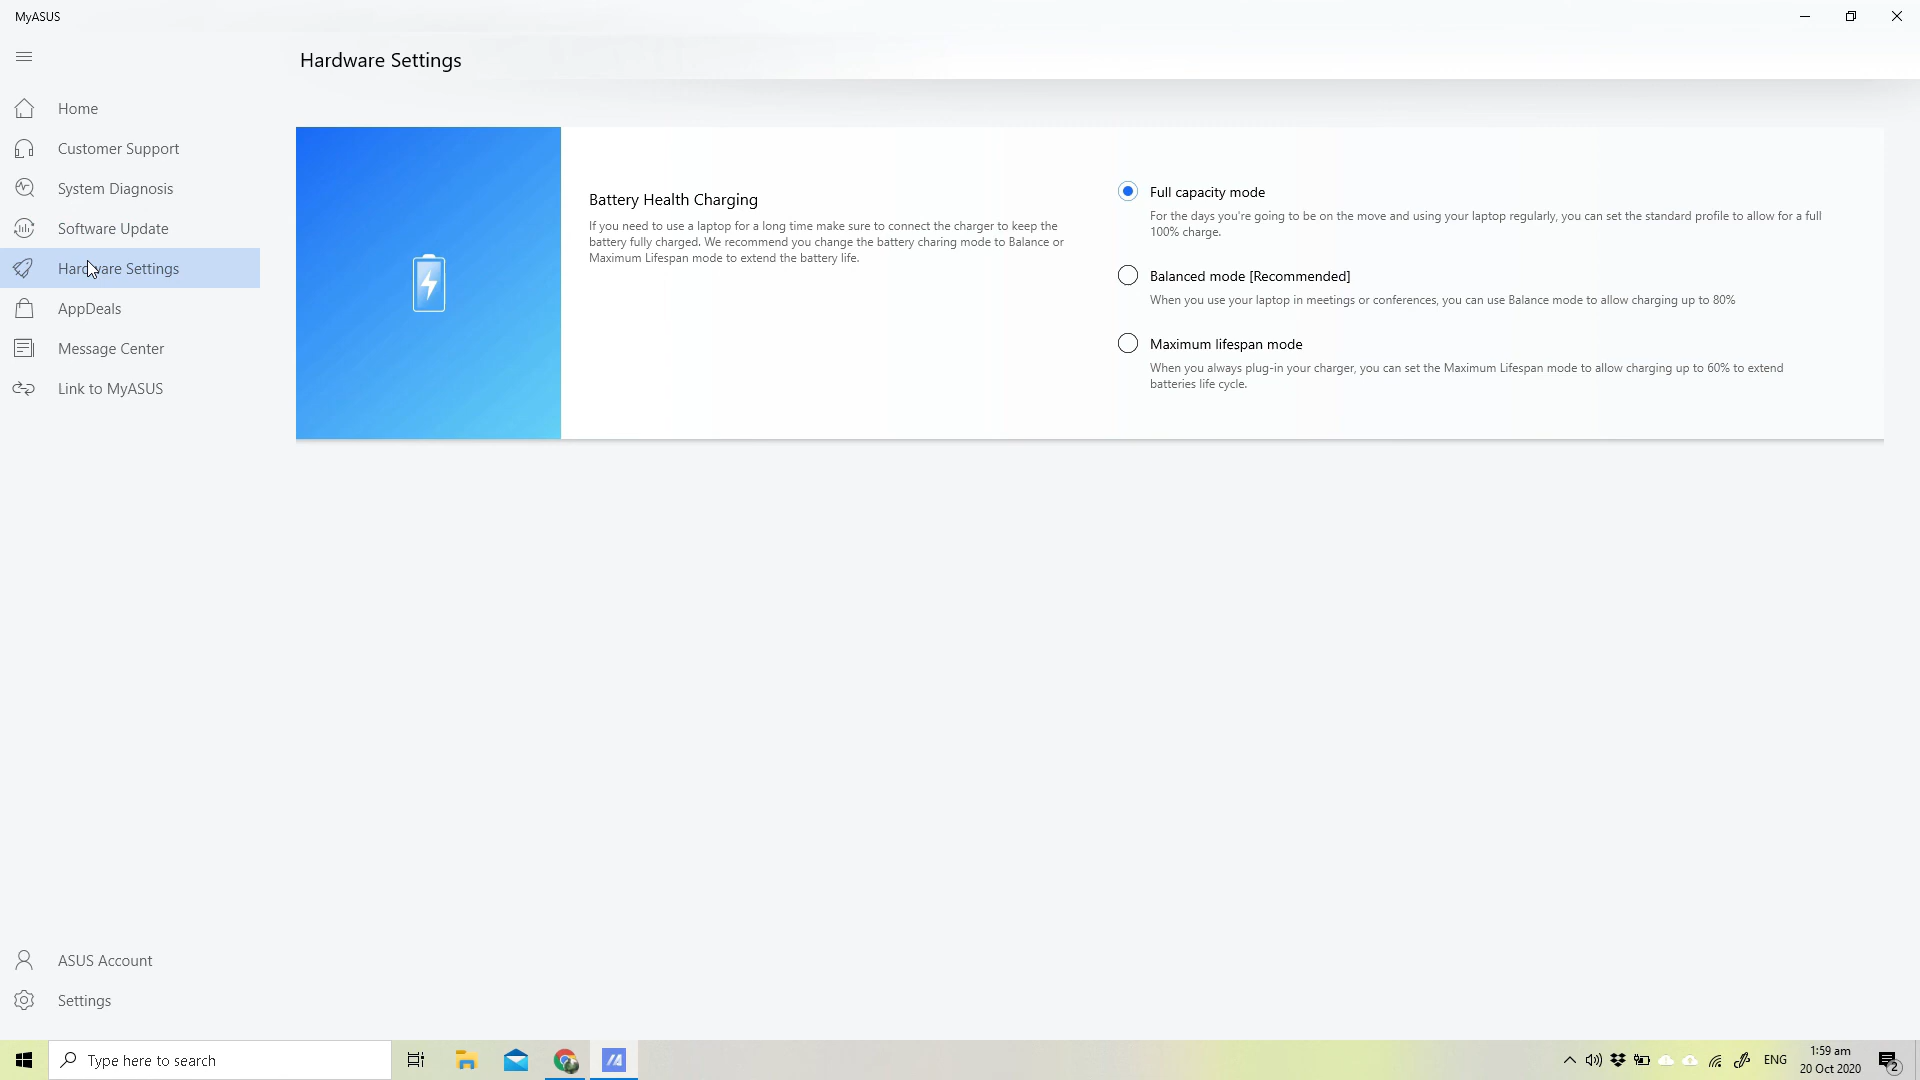 MyASUS
Hardware Settings
Home
Customer Support
System Diagnosis
Software Update
Hardware Settings
AppDeals
Message Center
Link to MyASUS
Battery Health Charging
If you need to use a laptop for a long time make sure to connect the charger to keep the
battery fully charged. We recommend you change the battery charing mode to Balance or
Maximum Lifespan mode to extend the battery life.
Full capacity mode
For the days you're going to be on the move and using your laptop regularly, you can set the standard profile to allow for a full
100% charge.
Balanced mode [Recommended]
When you use your laptop in meetings or conferences, you can use Balance mode to allow charging up to 80%
Maximum lifespan mode
When you always plug-in your charger, you can set the Maximum Lifespan mode to allow charging up to 60% to extend
batteries life cycle.
ASUS Account
Settings
Type here to search
ENG
1:59 am
20 Oct 2020
2